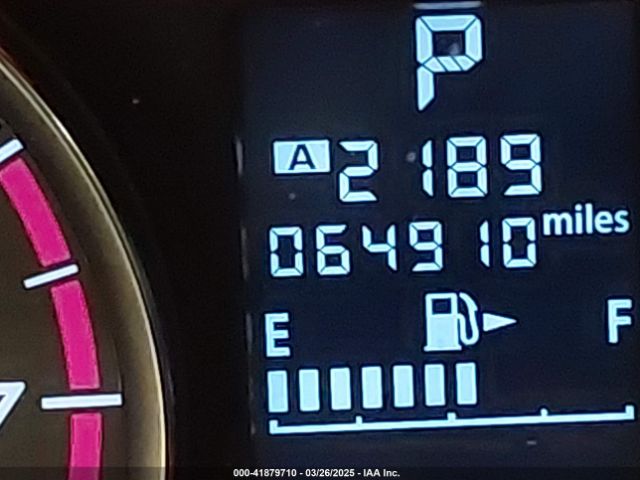 P
A 2189
064910 miles
E F
000-41879710 - 03/26/2025 - IAA Inc.